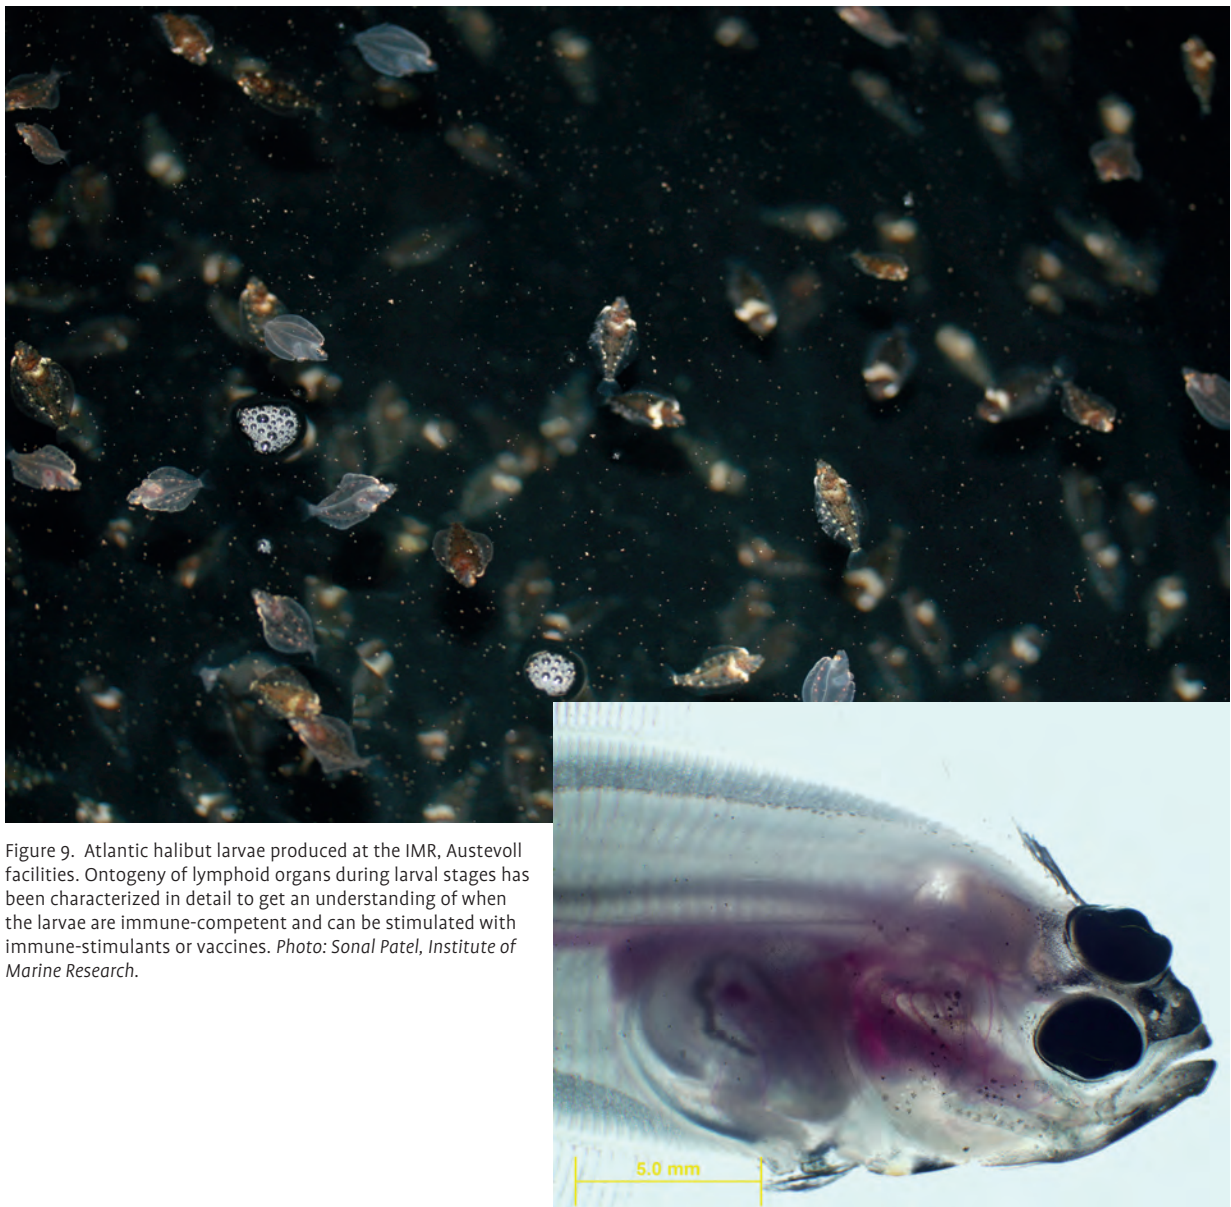 Figure 9. Atlantic halibut larvae produced at the IMR, Austevoll
facilities. Ontogeny of lymphoid organs during larval stages has
been characterized in detail to get an understanding of when
the larvae are immune-competent and can be stimulated with
immune-stimulants or vaccines. Photo: Sonal Patel, Institute of
Marine Research.
5.0 mm